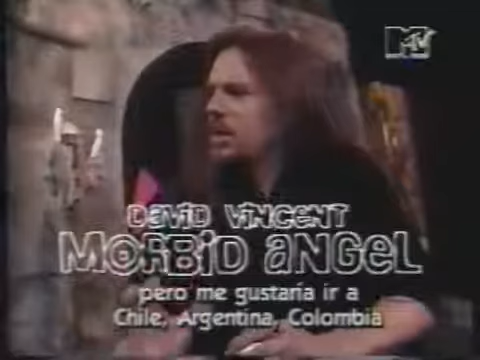 MTV
DAVID VINCENT
MORBID ANGEL
pero me gustaría ir a
Chile, Argentina, Colombia